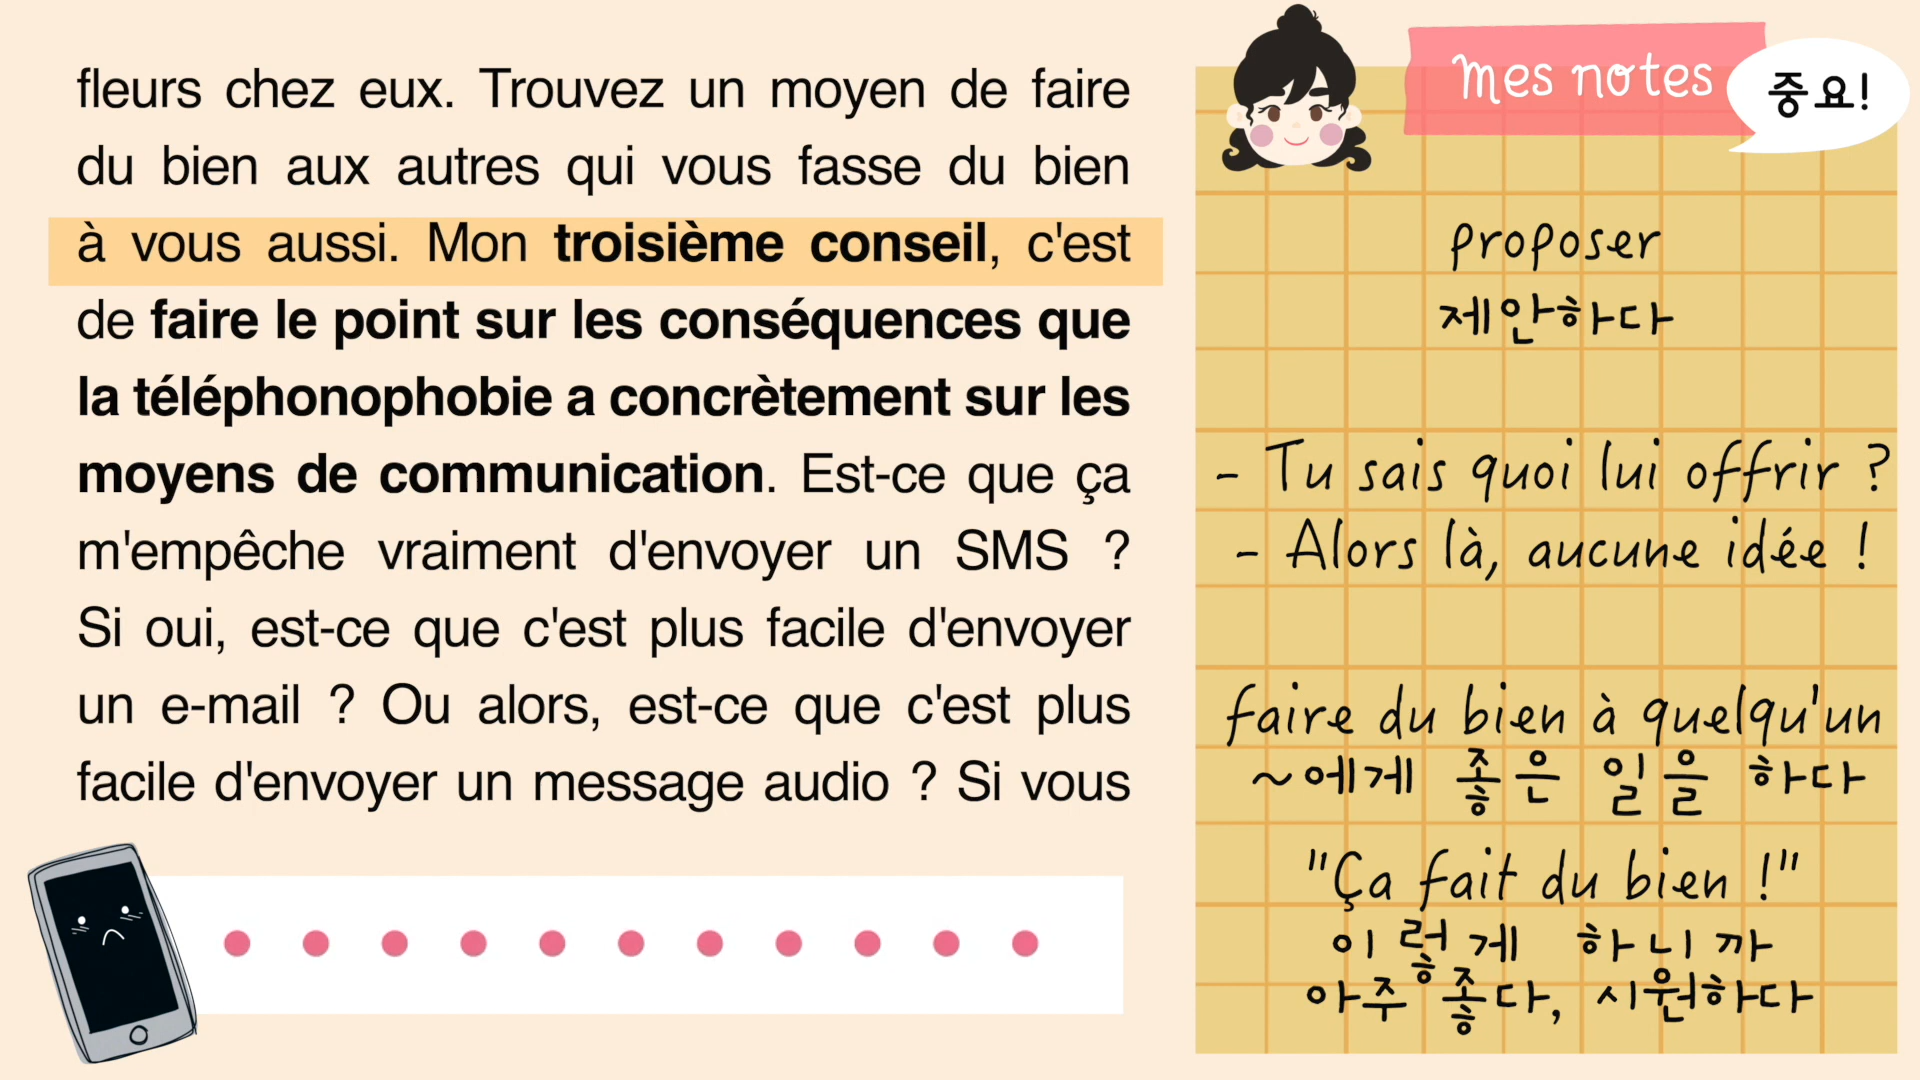 fleurs chez eux. Trouvez un moyen de faire
du bien aux autres qui vous fasse du bien
à vous aussi. Mon troisième conseil, c'est
de faire le point sur les conséquences que
la téléphonophobie a concrètement sur les
moyens de communication. Est-ce que ça
m'empêche vraiment d'envoyer un SMS ?
Si oui, est-ce que c'est plus facile d'envoyer
un e-mail ? Ou alors, est-ce que c'est plus
facile d'envoyer un message audio ? Si vous
mes notes
중요!
proposer
제안하다
- Tu sais quoi lui offrir ?
- Alors là, aucune idée !
faire du bien à quelqu'un
~에게 좋은 일을 하다
"Ça fait du bien !"
이렇게 하니까
아주 좋다, 시원하다